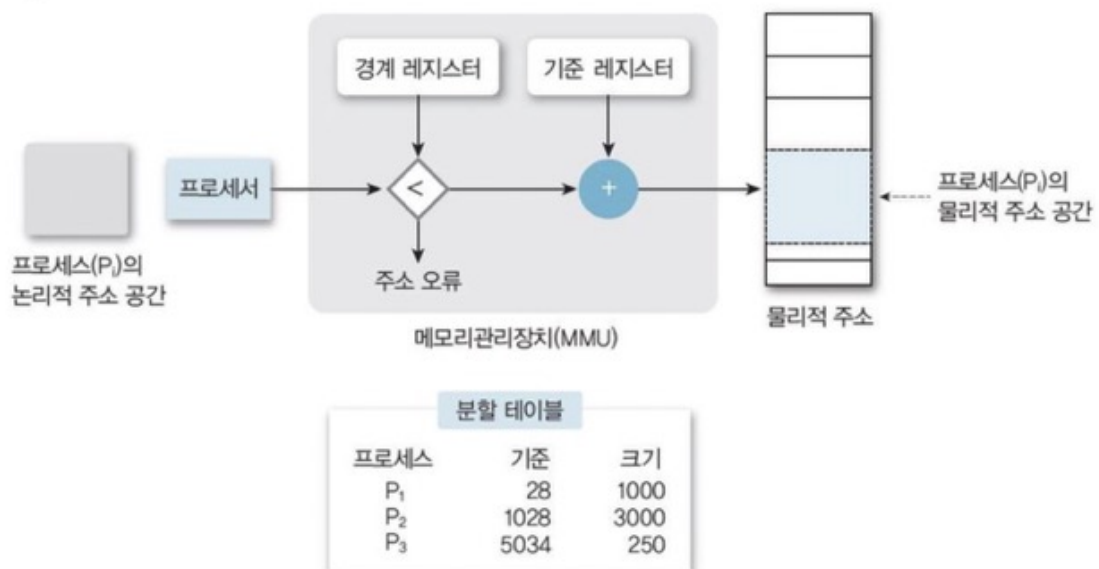 경계 레지스터
기준 레지스터
프로세서
<
+
주소 오류
프로세스(Pᵢ)의
논리적 주소 공간
메모리관리장치(MMU)
프로세스(Pᵢ)의
물리적 주소 공간
물리적 주소
분할 테이블
프로세스 기준 크기
P₁ 28 1000
P₂ 1028 3000
P₃ 5034 250